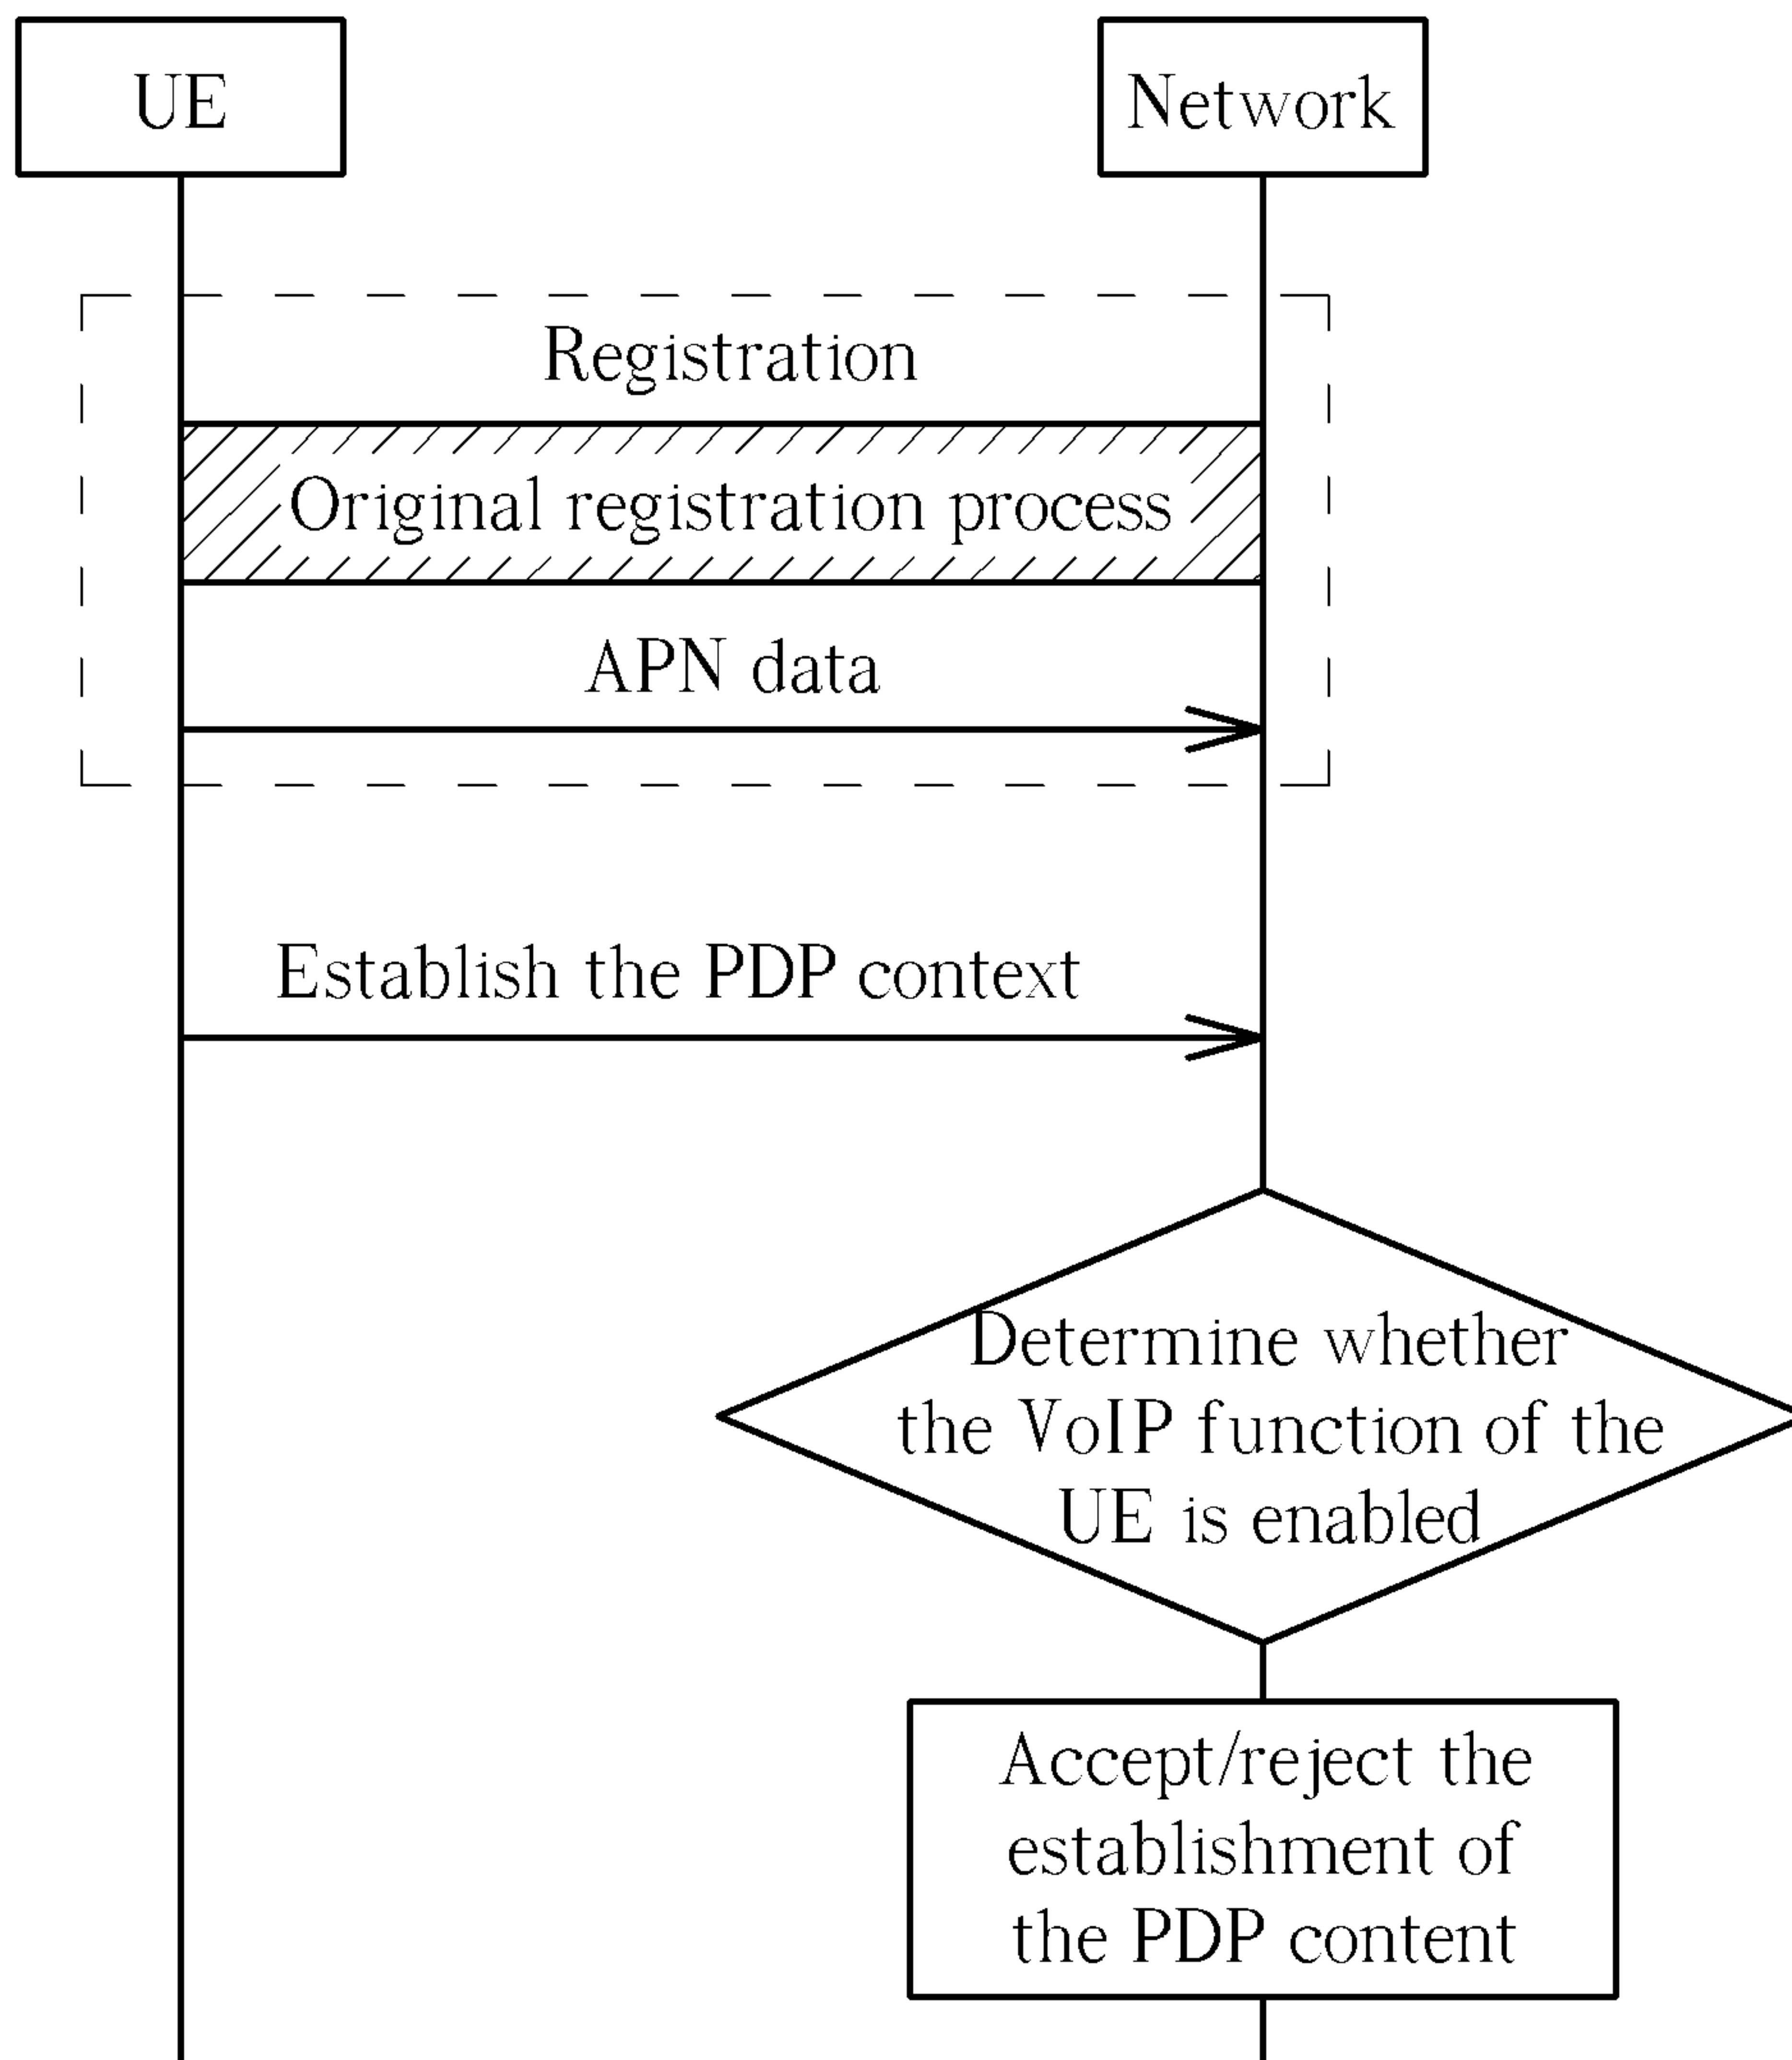 UE
Network
Registration
Original registration process
APN data
Establish the PDP context
Determine whether
the VoIP function of the
UE is enabled
Accept/reject the
establishment of
the PDP content